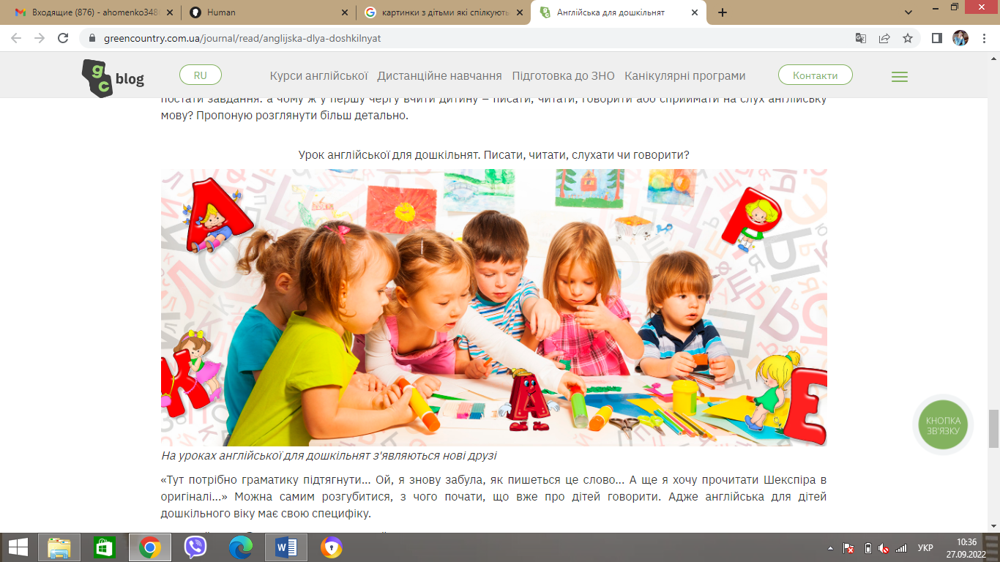 Входящие (876) - ahomenko348
Human
картинки з дітьми які спілкують
Англійська для дошкільнят
greencountry.com.ua/journal/read/anglijska-dlya-doshkilnyat
gc blog
RU
Курси англійської Дистанційне навчання Підготовка до ЗНО Канікулярні програми
Контакти
постати завдання: а чому ж у першу чергу вчити дитину – писати, читати, говорити або сприймати на слух англійську
мову? Пропоную розглянути більш детально.
Урок англійської для дошкільнят. Писати, читати, слухати чи говорити?
А
Р
Ж
А
Е
КНОПКА
ЗВ'ЯЗКУ
На уроках англійської для дошкільнят з'являються нові друзі
«Тут потрібно граматику підтягнути... Ой, я знову забула, як пишеться це слово... А ще я хочу прочитати Шекспіра в
оригіналі...» Можна самим розгубитися, з чого почати, що вже про дітей говорити. Адже англійська для дітей
дошкільного віку має свою специфіку.
УКР
10:36
27.09.2022